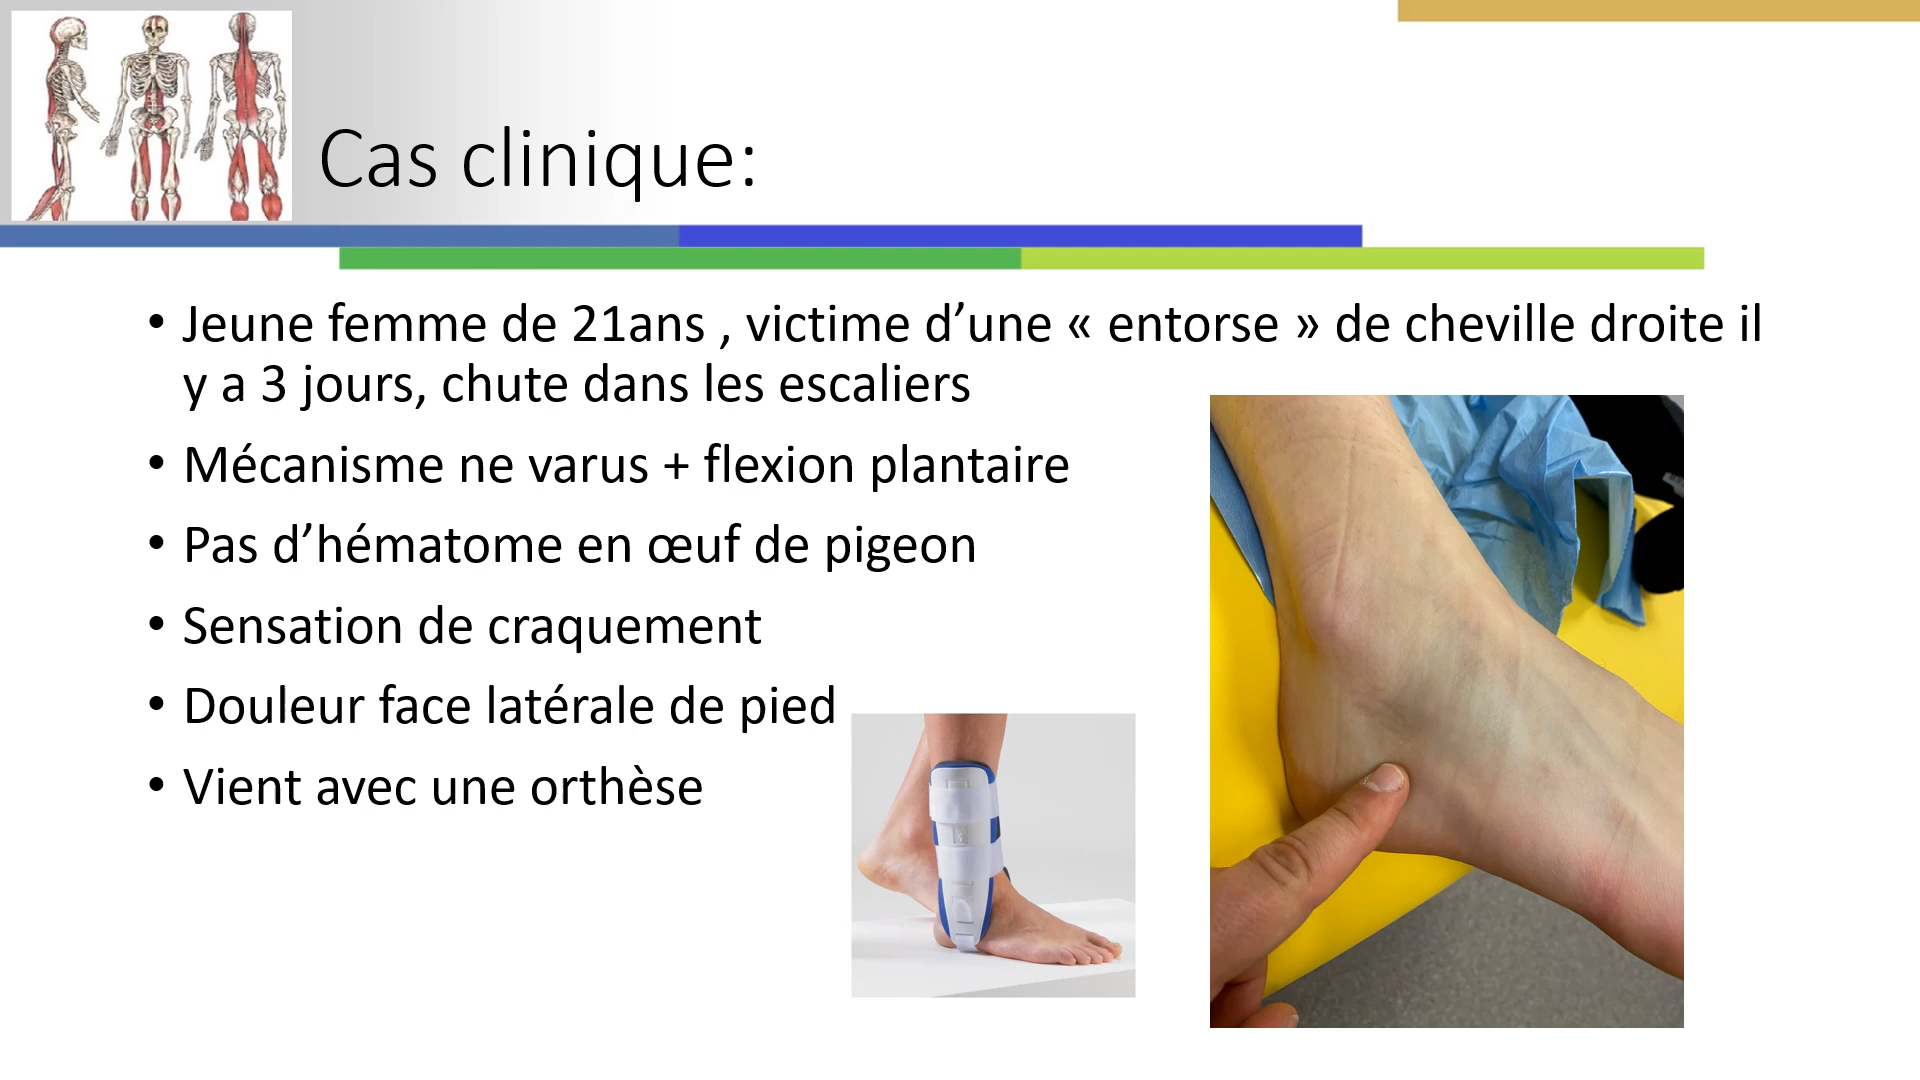 Cas clinique:
• Jeune femme de 21ans , victime d’une « entorse » de cheville droite il
y a 3 jours, chute dans les escaliers
• Mécanisme ne varus + flexion plantaire
• Pas d’hématome en œuf de pigeon
• Sensation de craquement
• Douleur face latérale de pied
• Vient avec une orthèse